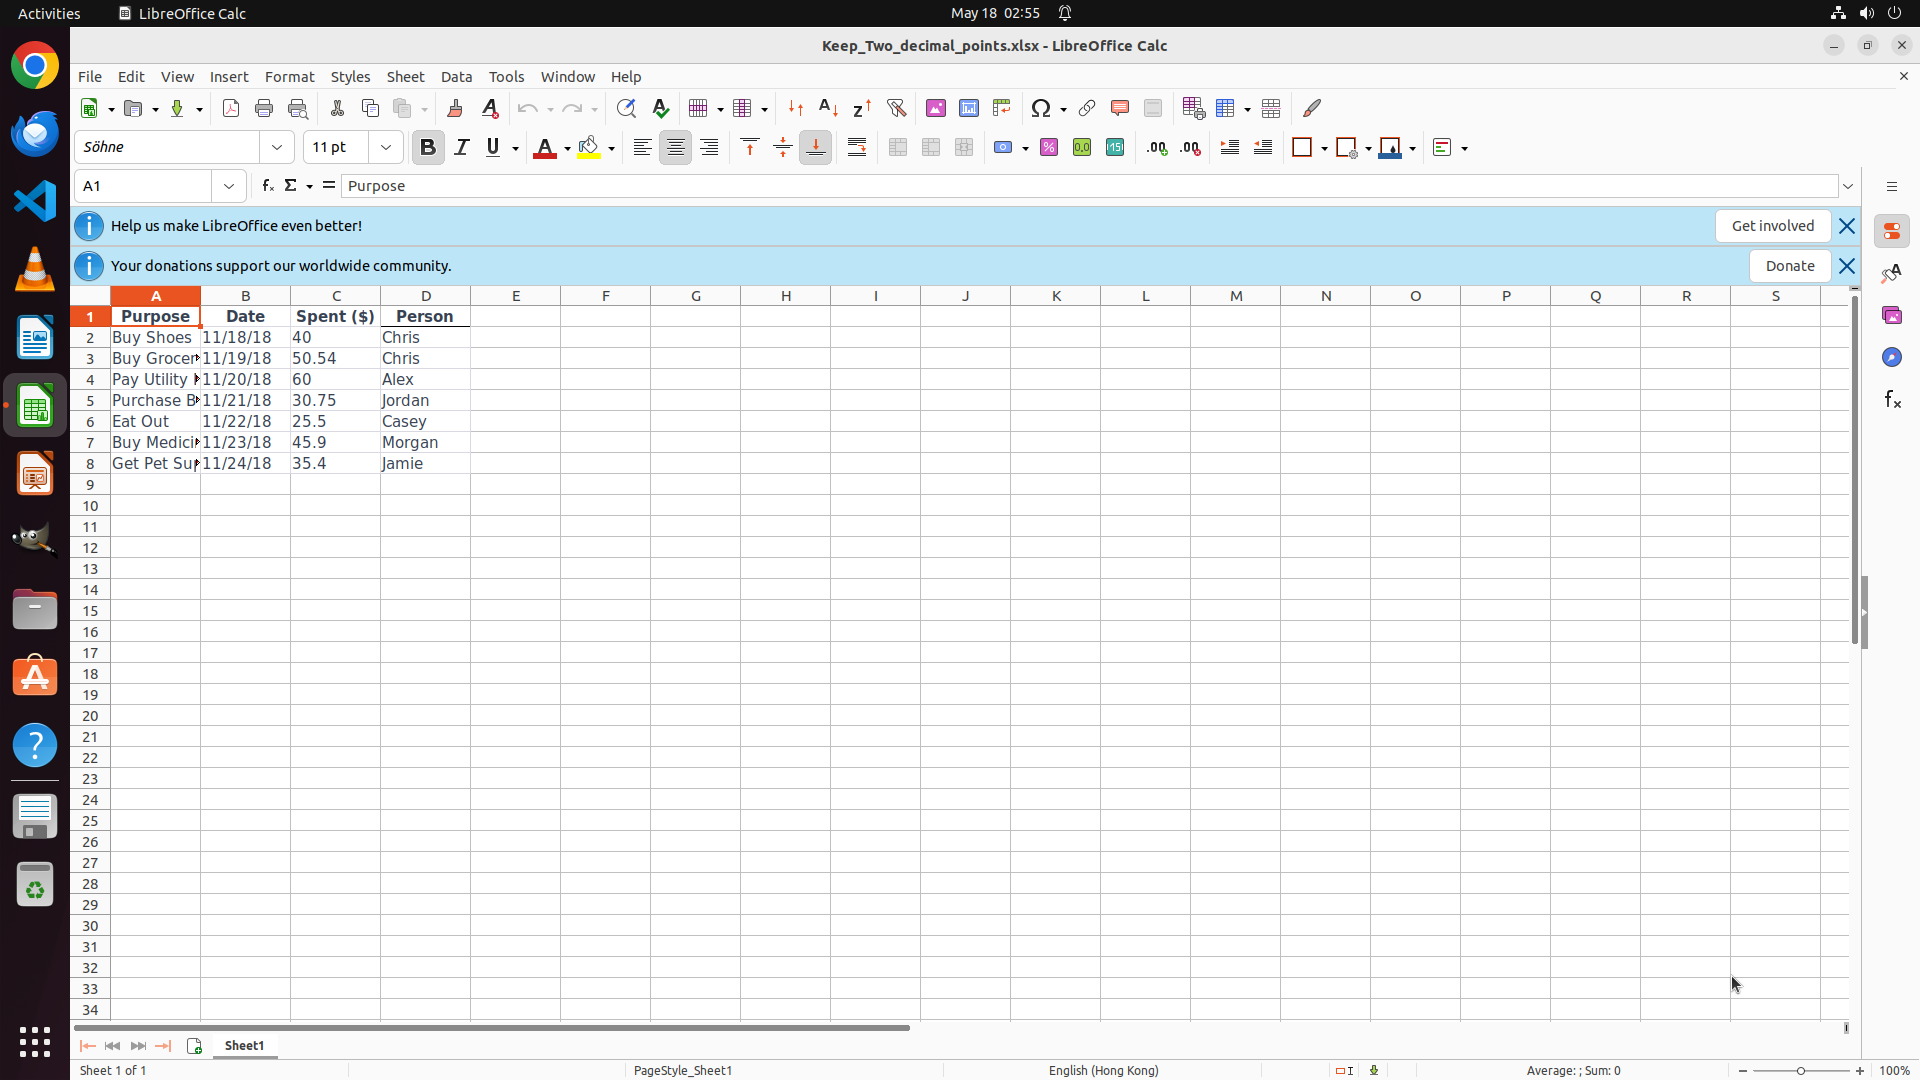 Activities LibreOffice Calc May 18 02:55
Keep_Two_decimal_points.xlsx - LibreOffice Calc
File Edit View Insert Format Styles Sheet Data Tools Window Help
Söhne 11 pt
A1 Purpose
Help us make LibreOffice even better! Get involved
Your donations support our worldwide community. Donate
A B C D E F G H I J K L M N O P Q R S
1 Purpose Date Spent ($) Person
2 Buy Shoes 11/18/18 40 Chris
3 Buy Grocer 11/19/18 50.54 Chris
4 Pay Utility 11/20/18 60 Alex
5 Purchase B 11/21/18 30.75 Jordan
6 Eat Out 11/22/18 25.5 Casey
7 Buy Medici 11/23/18 45.9 Morgan
8 Get Pet Sup 11/24/18 35.4 Jamie
9
10
11
12
13
14
15
16
17
18
19
20
21
22
23
24
25
26
27
28
29
30
31
32
33
34
Sheet1
Sheet 1 of 1 PageStyle_Sheet1 English (Hong Kong) Average: ; Sum: 0 100%